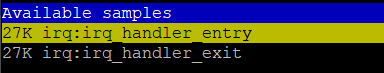 Available samples
27K irq:irq_handler_entry
27K irq:irq_handler_exit